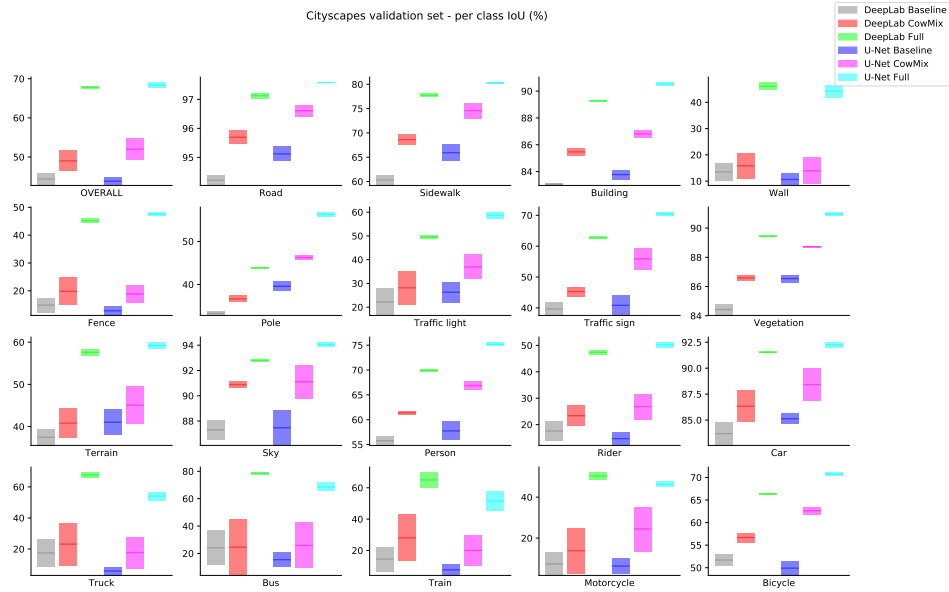 Cityscapes validation set - per class IoU (%)
DeepLab Baseline
DeepLab CowMix
DeepLab Full
U-Net Baseline
U-Net CowMix
U-Net Full
70
60
50
OVERALL
97
96
95
Road
80
75
70
65
60
Sidewalk
90
88
86
84
Building
40
30
20
10
Wall
50
40
30
20
Fence
50
40
Pole
60
50
40
30
20
Traffic light
70
60
50
40
Traffic sign
90
88
86
84
Vegetation
60
50
40
Terrain
94
92
90
88
Sky
75
70
65
60
55
Person
50
40
30
20
Rider
92.5
90.0
87.5
85.0
Car
60
40
20
Truck
80
60
40
20
Bus
60
40
20
Train
40
20
Motorcycle
70
65
60
55
50
Bicycle